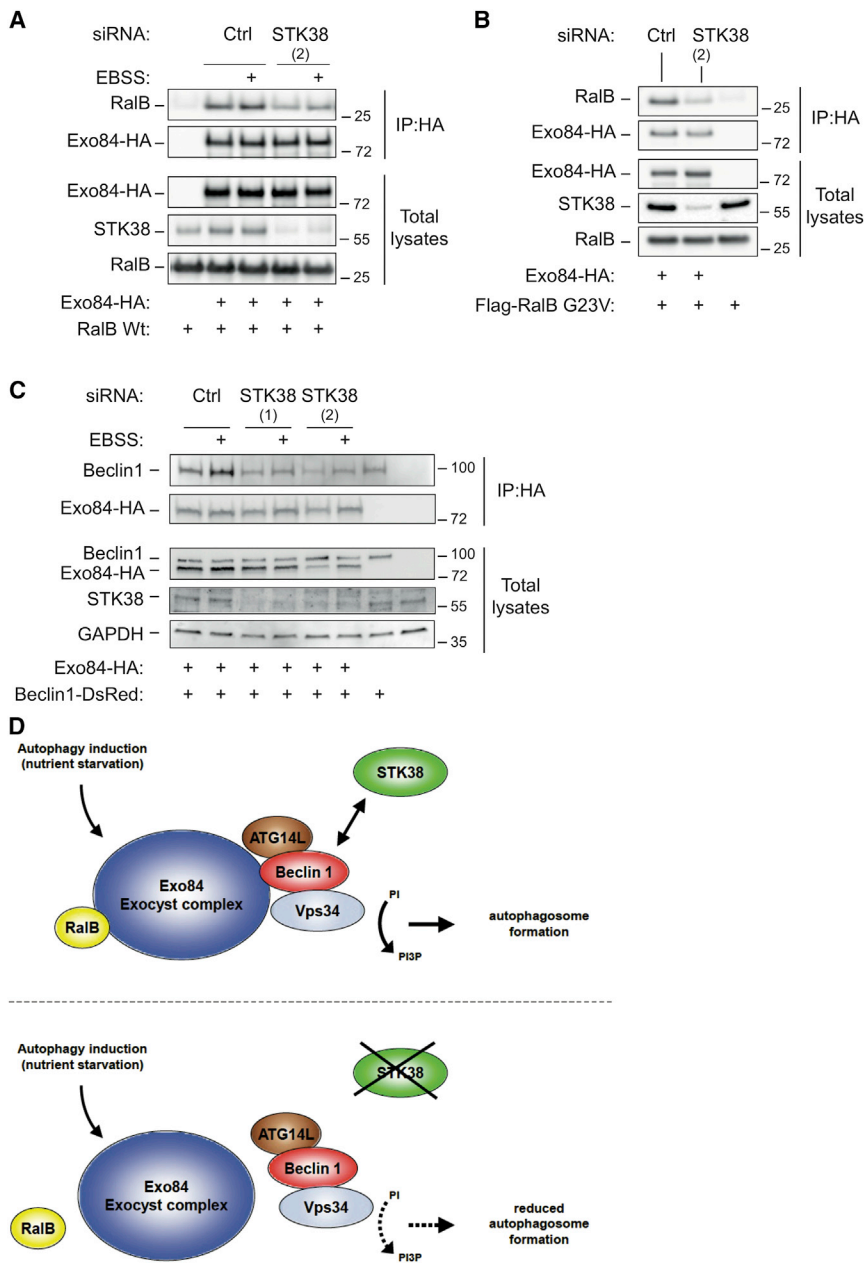 A
siRNA: Ctrl STK38
(2)
EBSS: + +
RalB
25
IP:HA
Exo84-HA
72
Exo84-HA
72
Total
lysates
STK38
55
RalB
25
Exo84-HA: + + + +
RalB Wt: + + + + +
B
siRNA: Ctrl STK38
(2)
RalB
25
IP:HA
Exo84-HA
72
Exo84-HA
72
Total
lysates
STK38
55
RalB
25
Exo84-HA: + +
Flag-RalB G23V: + + +
C
siRNA: Ctrl STK38 STK38
(1) (2)
EBSS: + + +
Beclin1
100
IP:HA
Exo84-HA
72
Beclin1
100
Exo84-HA
72
Total
lysates
STK38
55
GAPDH
35
Exo84-HA: + + + + + +
Beclin1-DsRed: + + + + + + +
D
Autophagy induction
(nutrient starvation)
STK38
ATG14L
Beclin 1
Exo84
Exocyst complex
Vps34
RalB
PI
PI3P
autophagosome
formation
Autophagy induction
(nutrient starvation)
STK38
ATG14L
Beclin 1
Exo84
Exocyst complex
Vps34
RalB
PI
PI3P
reduced
autophagosome
formation